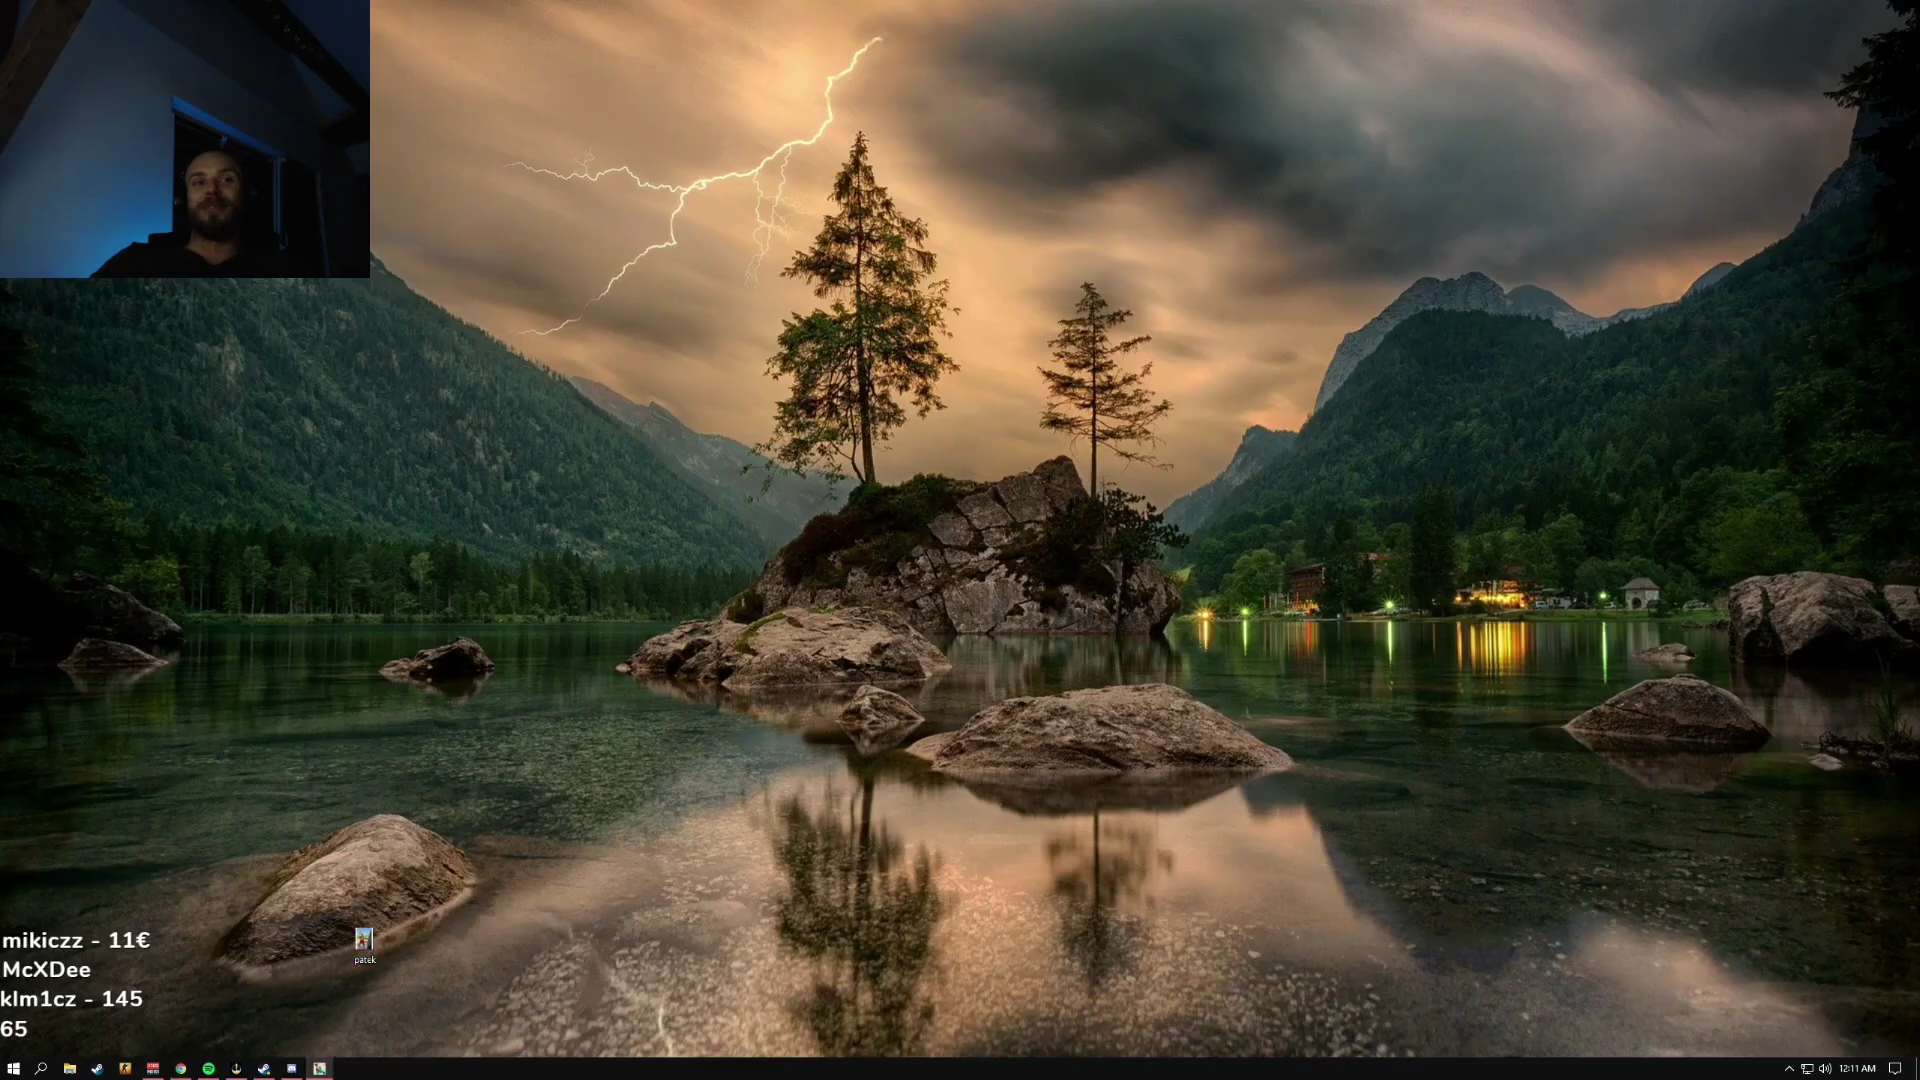 mikiczz - 11€
McXDee
klm1cz - 145
65
patek
12:11 AM